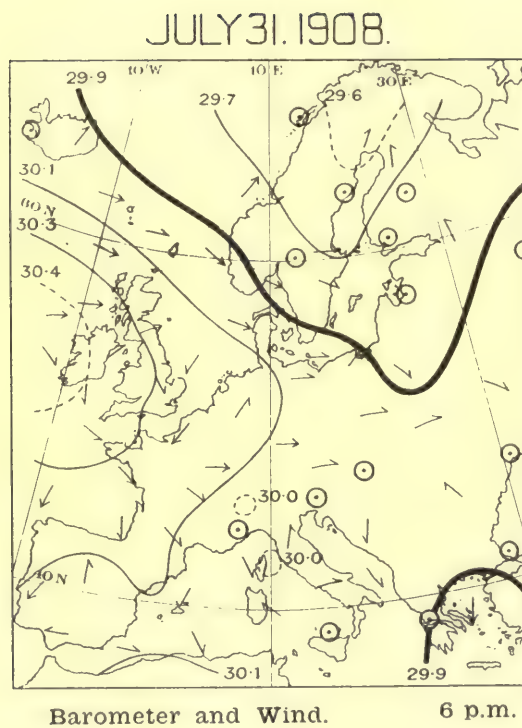 JULY 31. 1908.
29·9
10 W
10 E
29·7
29·6
30 E
30·1
60 N
30·3
30·4
30·0
30·0
40 N
30·1
29·9
Barometer and Wind. 6 p.m.